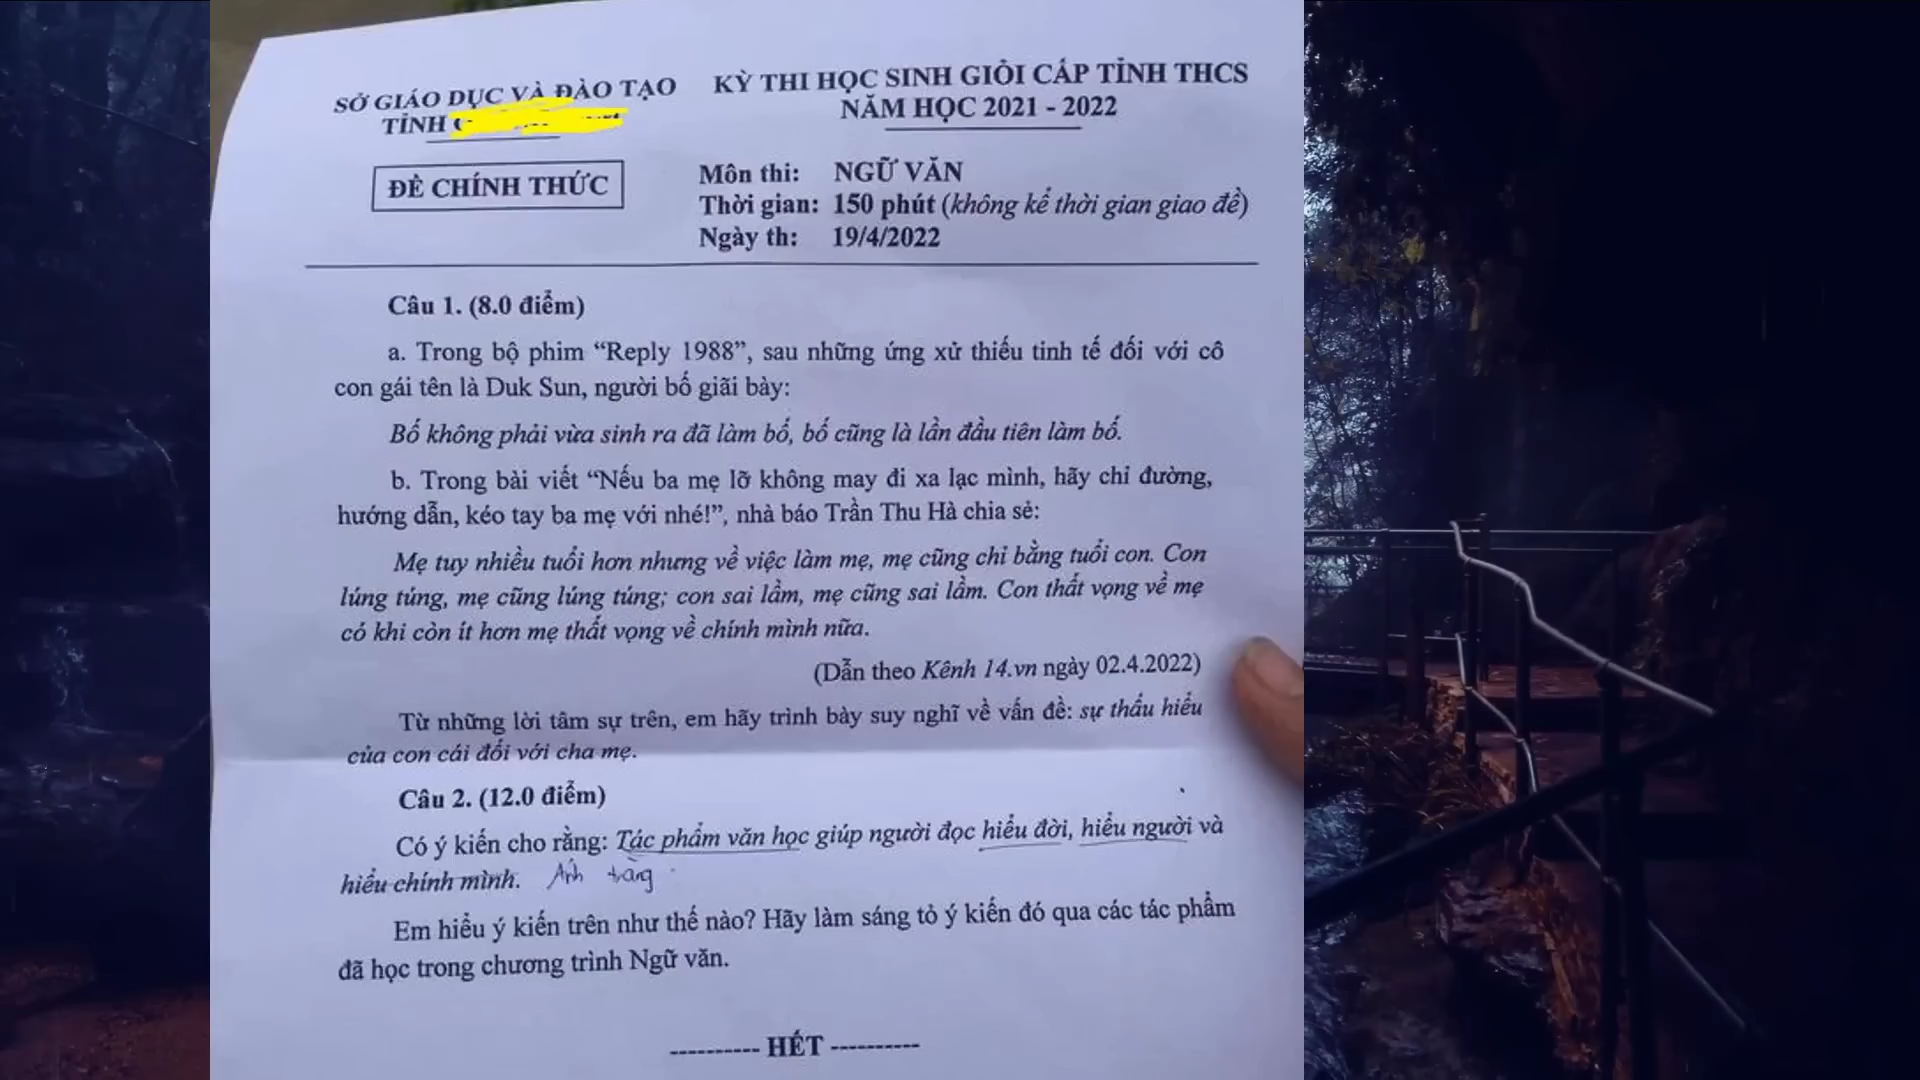 SỞ GIÁO DỤC VÀ ĐÀO TẠO
TỈNH
KỲ THI HỌC SINH GIỎI CẤP TỈNH THCS
NĂM HỌC 2021 - 2022
ĐỀ CHÍNH THỨC
Môn thi: NGỮ VĂN
Thời gian: 150 phút (không kể thời gian giao đề)
Ngày th: 19/4/2022
Câu 1. (8.0 điểm)
a. Trong bộ phim “Reply 1988”, sau những ứng xử thiếu tinh tế đối với cô
con gái tên là Duk Sun, người bố giãi bày:
Bố không phải vừa sinh ra đã làm bố, bố cũng là lần đầu tiên làm bố.
b. Trong bài viết “Nếu ba mẹ lỡ không may đi xa lạc mình, hãy chỉ đường,
hướng dẫn, kéo tay ba mẹ với nhé!”, nhà báo Trần Thu Hà chia sẻ:
Mẹ tuy nhiều tuổi hơn nhưng về việc làm mẹ, mẹ cũng chỉ bằng tuổi con. Con
lúng túng, mẹ cũng lúng túng; con sai lầm, mẹ cũng sai lầm. Con thất vọng về mẹ
có khi còn ít hơn mẹ thất vọng về chính mình nữa.
(Dẫn theo Kênh 14.vn ngày 02.4.2022)
Từ những lời tâm sự trên, em hãy trình bày suy nghĩ về vấn đề: sự thấu hiểu
của con cái đối với cha mẹ.
Câu 2. (12.0 điểm)
Có ý kiến cho rằng: Tác phẩm văn học giúp người đọc hiểu đời, hiểu người và
hiểu chính mình. Ánh trăng
Em hiểu ý kiến trên như thế nào? Hãy làm sáng tỏ ý kiến đó qua các tác phẩm
đã học trong chương trình Ngữ văn.
---------- HẾT ----------